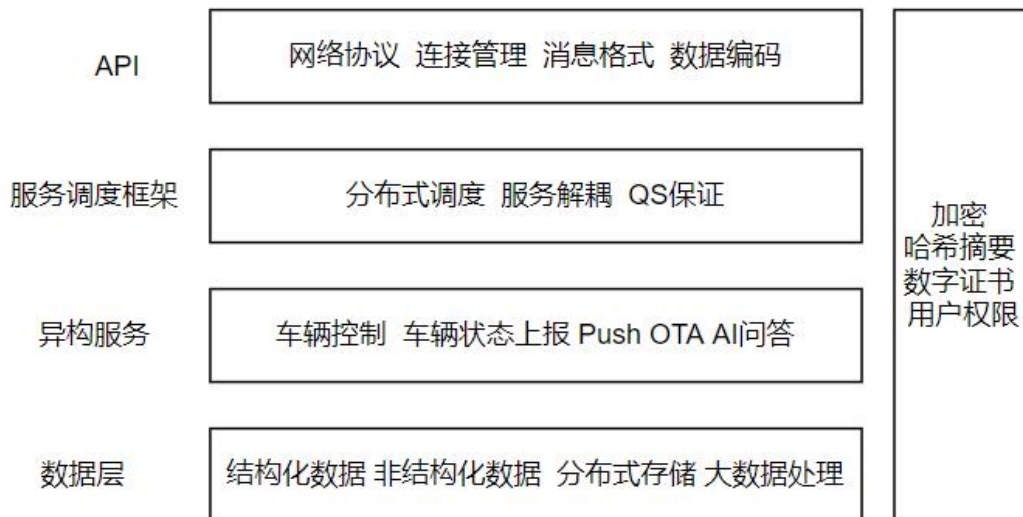 API
网络协议 连接管理 消息格式 数据编码
服务调度框架
分布式调度 服务解耦 QS保证
异构服务
车辆控制 车辆状态上报 Push OTA AI问答
数据层
结构化数据 非结构化数据 分布式存储 大数据处理
加密
哈希摘要
数字证书
用户权限